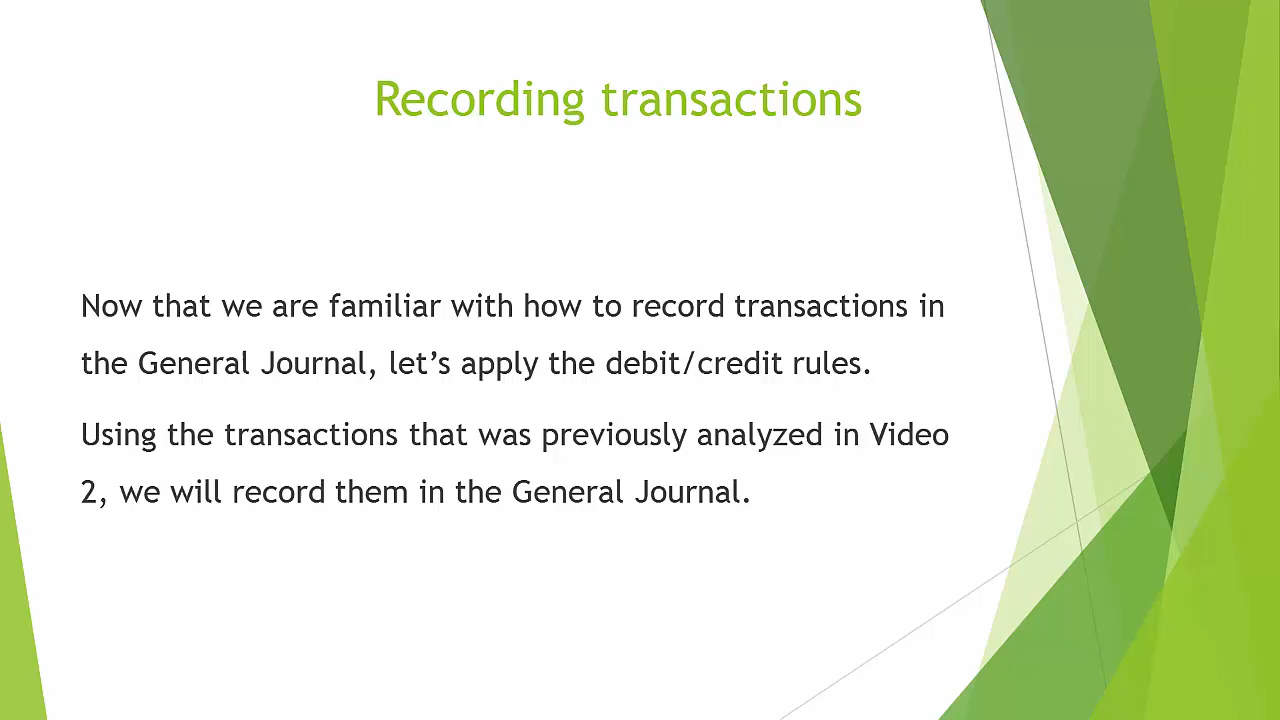 Recording transactions
Now that we are familiar with how to record transactions in
the General Journal, let’s apply the debit/credit rules.
Using the transactions that was previously analyzed in Video
2, we will record them in the General Journal.